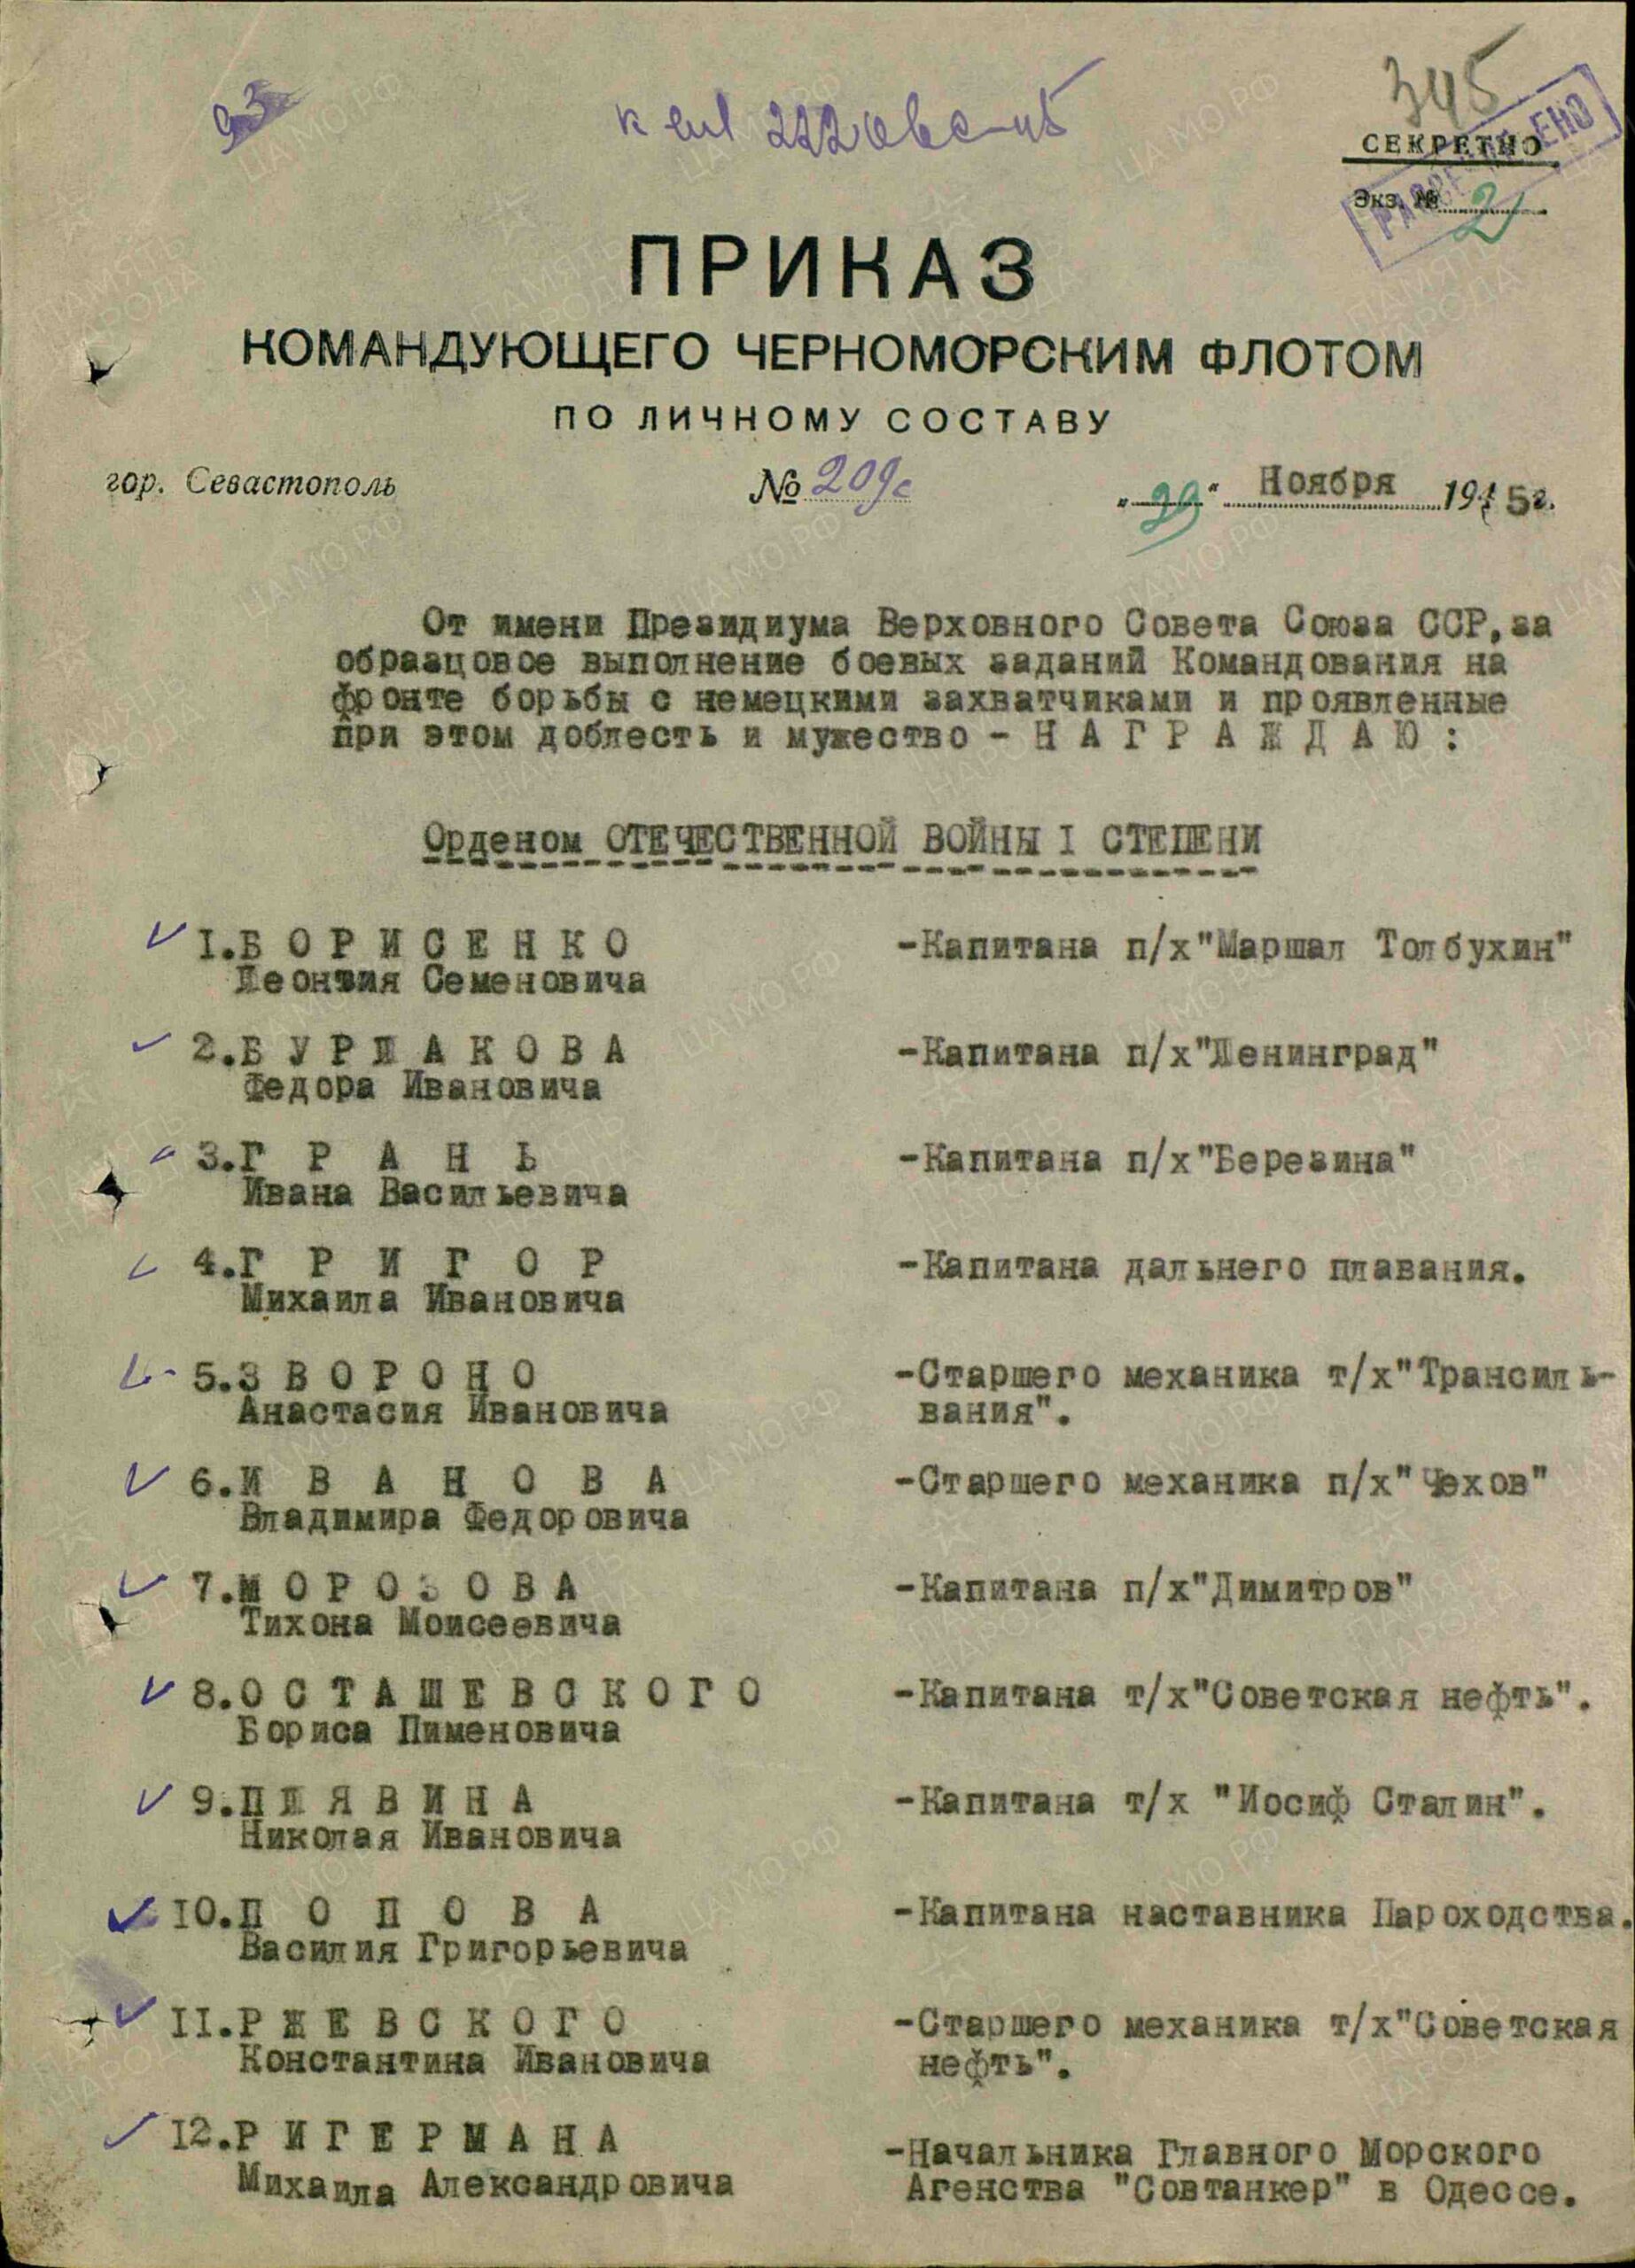 93
345
СЕКРЕТНО
Экз. № 2
ПРИКАЗ
КОМАНДУЮЩЕГО ЧЕРНОМОРСКИМ ФЛОТОМ
ПО ЛИЧНОМУ СОСТАВУ
гор. Севастополь № 209с "29" Ноября 1945г.
От имени Президиума Верховного Совета Союза ССР, за
образцовое выполнение боевых заданий Командования на
фронте борьбы с немецкими захватчиками и проявленные
при этом доблесть и мужество - Н А Г Р А Ж Д А Ю :
Орденом ОТЕЧЕСТВЕННОЙ ВОЙНЫ I СТЕПЕНИ
I.Б О Р И С Е Н К О -Капитана п/х"Маршал Толбухин"
Леонтия Семеновича
2.Б У Р Л А К О В А -Капитана п/х"Ленинград"
Федора Ивановича
3.Г Р А Н Ь -Капитана п/х"Березина"
Ивана Васильевича
4.Г Р И Г О Р -Капитана дальнего плавания.
Михаила Ивановича
5.З В О Р О Н О -Старшего механика т/х"Трансиль-
Анастасия Ивановича вания".
6.И В А Н О В А -Старшего механика п/х"Чехов"
Владимира Федоровича
7.М О Р О З О В А -Капитана п/х"Димитров"
Тихона Моисеевича
8.О С Т А Ш Е В С К О Г О -Капитана т/х"Советская нефть".
Бориса Пименовича
9.П Л Я В И Н А -Капитана т/х "Иосиф Сталин".
Николая Ивановича
IO.П О П О В А -Капитана наставника Пароходства.
Василия Григорьевича
II.Р Ж Е В С К О Г О -Старшего механика т/х"Советская
Константина Ивановича нефть".
I2.Р И Г Е Р М А Н А -Начальника Главного Морского
Михаила Александровича Агенства "Совтанкер" в Одессе.